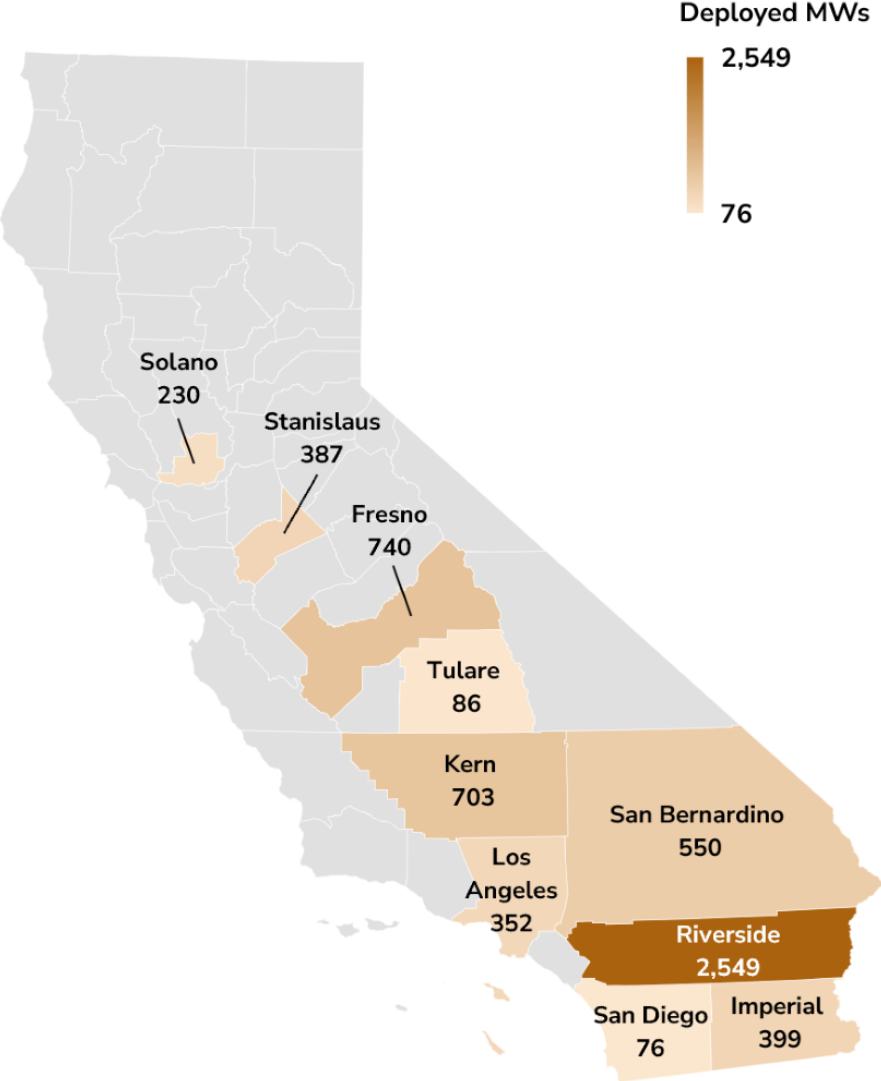 Deployed MWs
2,549
76
Solano
230
Stanislaus
387
Fresno
740
Tulare
86
Kern
703
San Bernardino
550
Los
Angeles
352
Riverside
2,549
San Diego
76
Imperial
399